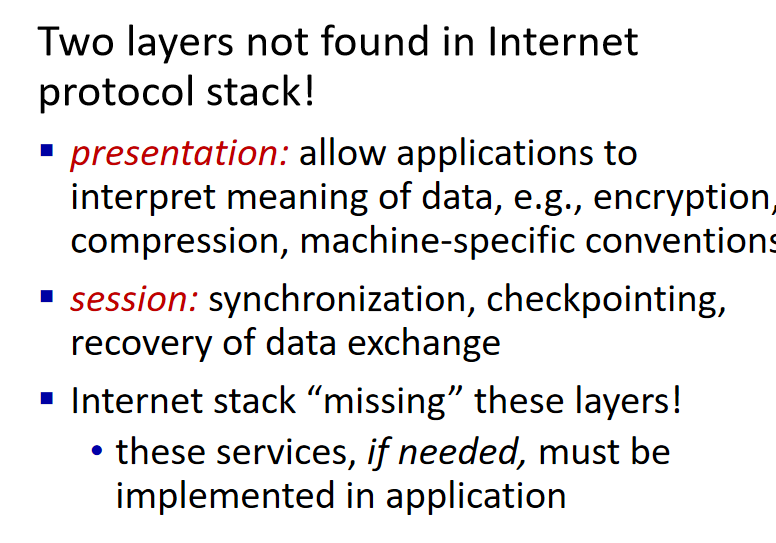 Two layers not found in Internet
protocol stack!
▪ presentation: allow applications to
interpret meaning of data, e.g., encryption,
compression, machine-specific conventions
▪ session: synchronization, checkpointing,
recovery of data exchange
▪ Internet stack “missing” these layers!
• these services, if needed, must be
implemented in application